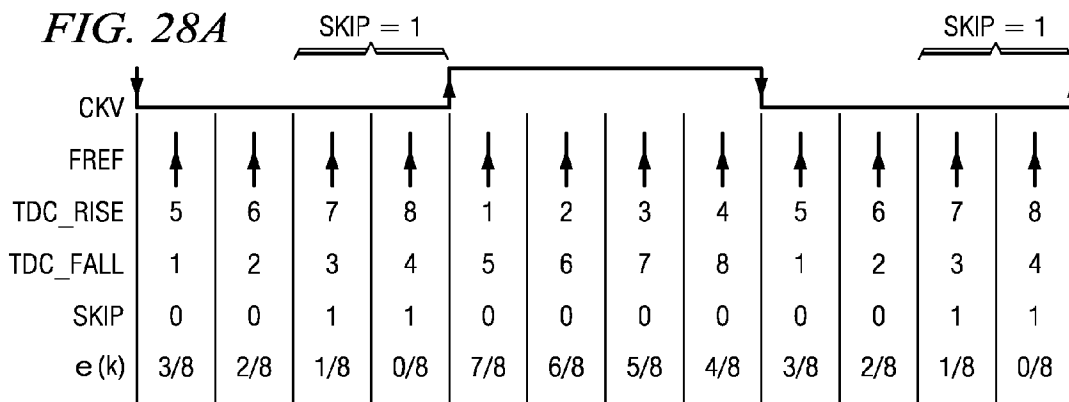 FIG. 28A SKIP = 1 SKIP = 1
CKV
FREF
TDC_RISE 5 6 7 8 1 2 3 4 5 6 7 8
TDC_FALL 1 2 3 4 5 6 7 8 1 2 3 4
SKIP 0 0 1 1 0 0 0 0 0 0 1 1
e(k) 3/8 2/8 1/8 0/8 7/8 6/8 5/8 4/8 3/8 2/8 1/8 0/8